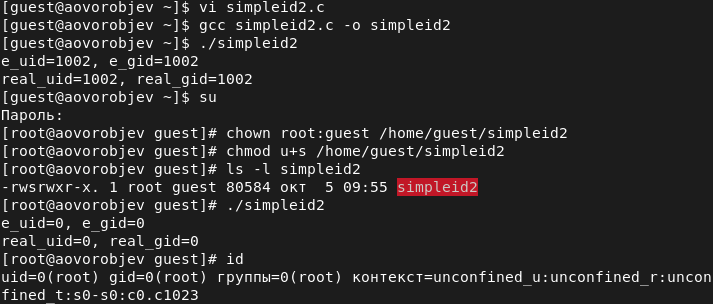 [guest@aovorobjev ~]$ vi simpleid2.c
[guest@aovorobjev ~]$ gcc simpleid2.c -o simpleid2
[guest@aovorobjev ~]$ ./simpleid2
e_uid=1002, e_gid=1002
real_uid=1002, real_gid=1002
[guest@aovorobjev ~]$ su
Пароль:
[root@aovorobjev guest]# chown root:guest /home/guest/simpleid2
[root@aovorobjev guest]# chmod u+s /home/guest/simpleid2
[root@aovorobjev guest]# ls -l simpleid2
-rwsrwxr-x. 1 root guest 80584 окт  5 09:55 simpleid2
[root@aovorobjev guest]# ./simpleid2
e_uid=0, e_gid=0
real_uid=0, real_gid=0
[root@aovorobjev guest]# id
uid=0(root) gid=0(root) группы=0(root) контекст=unconfined_u:unconfined_r:uncon
fined_t:s0-s0:c0.c1023